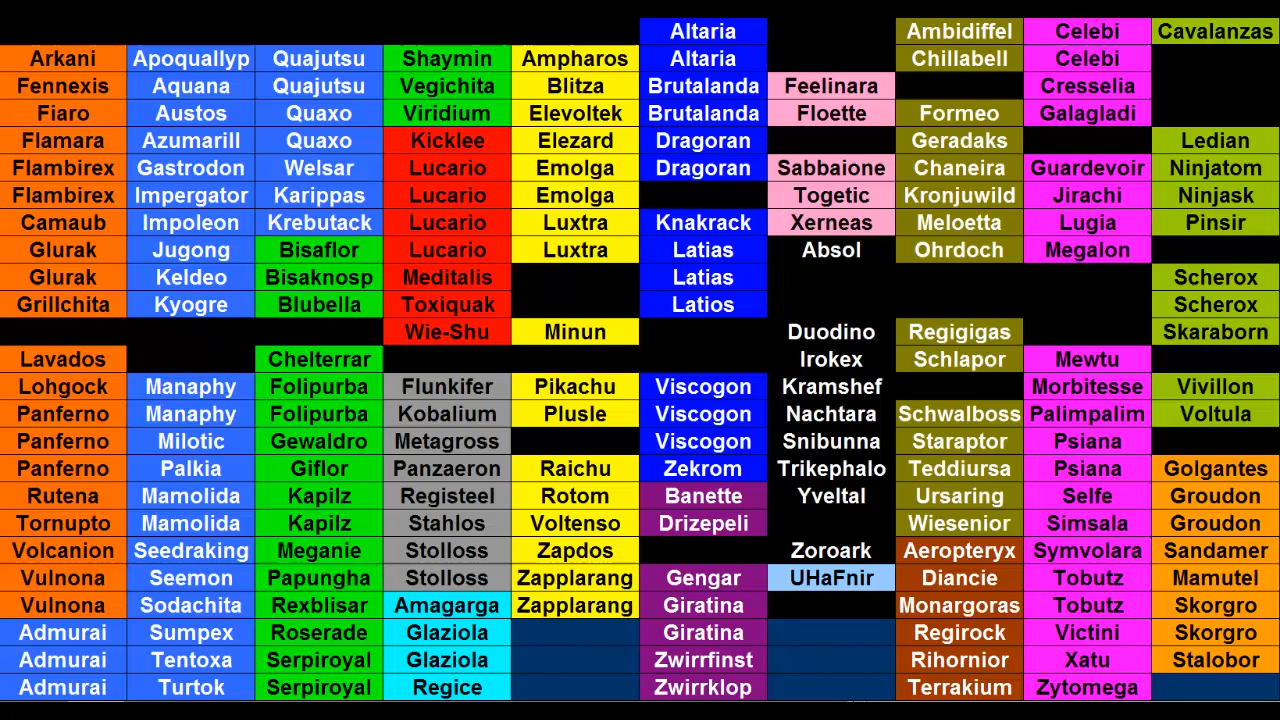 Altaria Ambidiffel Celebi Cavalanzas
Arkani Apoquallyp Quajutsu Shaymin Ampharos Altaria Chillabell Celebi
Fennexis Aquana Quajutsu Vegichita Blitza Brutalanda Feelinara Cresselia
Fiaro Austos Quaxo Viridium Elevoltek Brutalanda Floette Formeo Galagladi
Flamara Azumarill Quaxo Kicklee Elezard Dragoran Geradaks Ledian
Flambirex Gastrodon Welsar Lucario Emolga Dragoran Sabbaione Chaneira Guardevoir Ninjatom
Flambirex Impergator Karippas Lucario Emolga Togetic Kronjuwild Jirachi Ninjask
Camaub Impoleon Krebutack Lucario Luxtra Knakrack Xerneas Meloetta Lugia Pinsir
Glurak Jugong Bisaflor Lucario Luxtra Latias Absol Ohrdoch Megalon
Glurak Keldeo Bisaknosp Meditalis Latias Scherox
Grillchita Kyogre Blubella Toxiquak Latios Scherox
Wie-Shu Minun Duodino Regigigas Skaraborn
Lavados Chelterrar Irokex Schlapor Mewtu
Lohgock Manaphy Folipurba Flunkifer Pikachu Viscogon Kramshef Morbitesse Vivillon
Panferno Manaphy Folipurba Kobalium Plusle Viscogon Nachtara Schwalboss Palimpalim Voltula
Panferno Milotic Gewaldro Metagross Viscogon Snibunna Staraptor Psiana
Panferno Palkia Giflor Panzaeron Raichu Zekrom Trikephalo Teddiursa Psiana Golgantes
Rutena Mamolida Kapilz Registeel Rotom Banette Yveltal Ursaring Selfe Groudon
Tornupto Mamolida Kapilz Stahlos Voltenso Drizepeli Wiesenior Simsala Groudon
Volcanion Seedraking Meganie Stolloss Zapdos Zoroark Aeropteryx Symvolara Sandamer
Vulnona Seemon Papungha Stolloss Zapplarang Gengar UHaFnir Diancie Tobutz Mamutel
Vulnona Sodachita Rexblisar Amagarga Zapplarang Giratina Monargoras Tobutz Skorgro
Admurai Sumpex Roserade Glaziola Giratina Regirock Victini Skorgro
Admurai Tentoxa Serpiroyal Glaziola Zwirrfinst Rihornior Xatu Stalobor
Admurai Turtok Serpiroyal Regice Zwirrklop Terrakium Zytomega